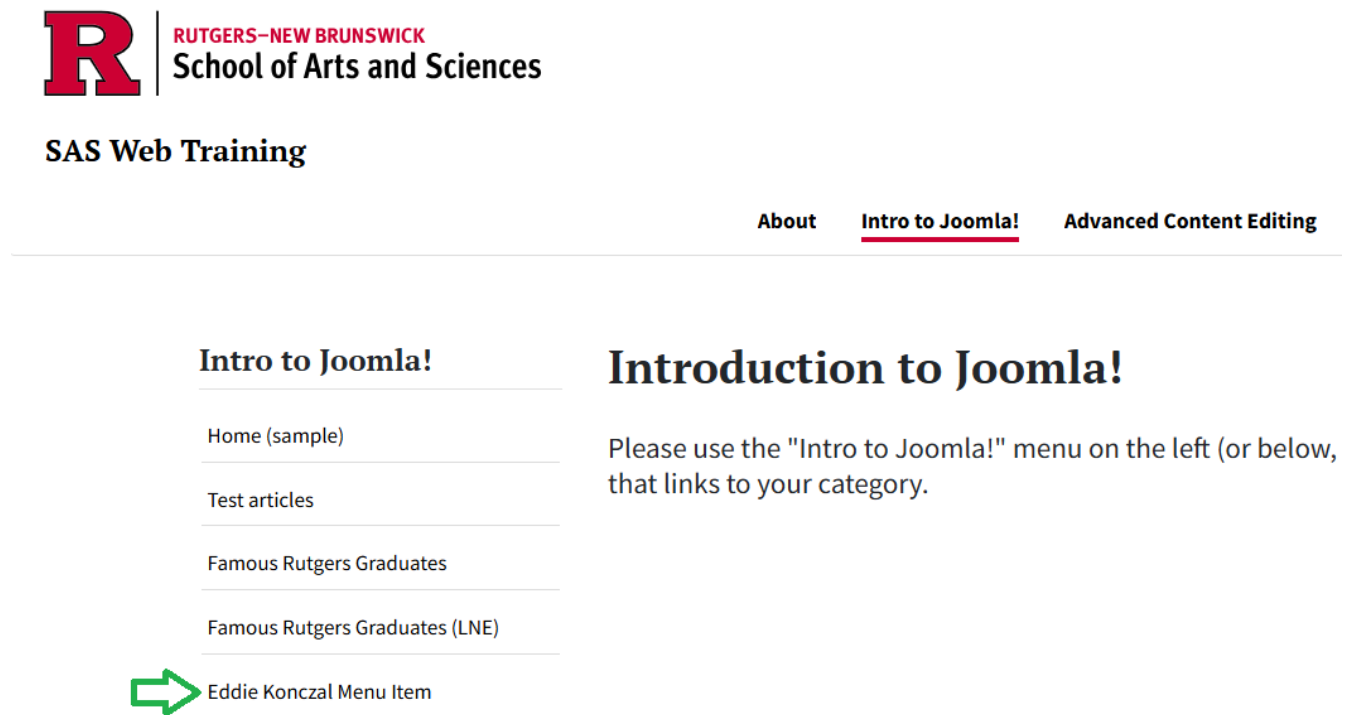 R
RUTGERS–NEW BRUNSWICK
School of Arts and Sciences
SAS Web Training
About Intro to Joomla! Advanced Content Editing
Intro to Joomla!
Home (sample)
Test articles
Famous Rutgers Graduates
Famous Rutgers Graduates (LNE)
Eddie Konczal Menu Item
Introduction to Joomla!
Please use the "Intro to Joomla!" menu on the left (or below,
that links to your category.